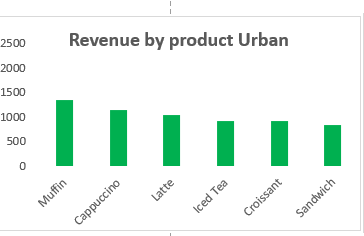 Revenue by product Urban
2500
2000
1500
1000
500
0
Muffin
Cappuccino
Latte
Iced Tea
Croissant
Sandwich